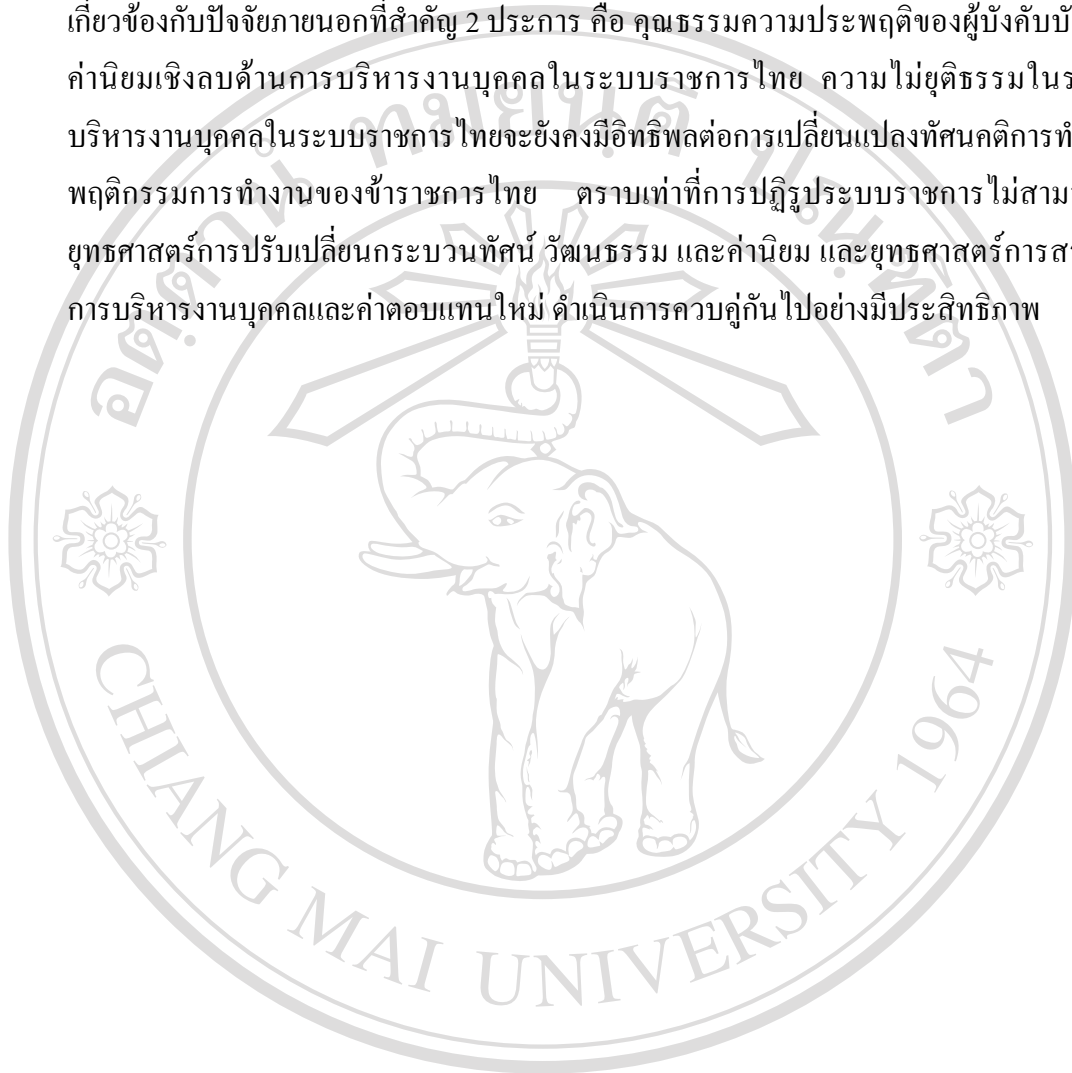 เกี่ยวข้องกับปัจจัยภายนอกที่สำคัญ 2 ประการ คือ คุณธรรมความประพฤติของผู้บังคับบั
ค่านิยมเชิงลบด้านการบริหารงานบุคคลในระบบราชการไทย ความไม่ยุติธรรมในร
บริหารงานบุคคลในระบบราชการไทยจะยังคงมีอิทธิพลต่อการเปลี่ยนแปลงทัศนคติการทำ
พฤติกรรมการทำงานของข้าราชการไทย ตราบเท่าที่การปฏิรูประบบราชการไม่สาม
ยุทธศาสตร์การปรับเปลี่ยนกระบวนทัศน์ วัฒนธรรม และค่านิยม และยุทธศาสตร์การส
การบริหารงานบุคคลและค่าตอบแทนใหม่ ดำเนินการควบคู่กันไปอย่างมีประสิทธิภาพ
อตฺตานํ ทมยนฺติ ปณฺฑิตา
CHIANG MAI UNIVERSITY 1964